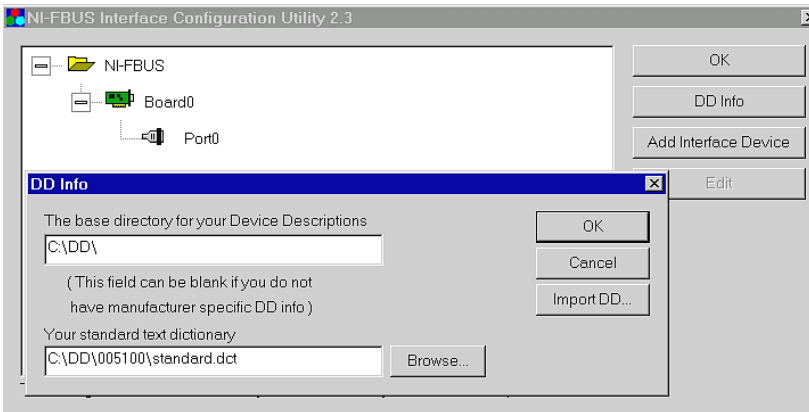 NI-FBUS Interface Configuration Utility 2.3
NI-FBUS
Board0
Port0
OK
DD Info
Add Interface Device
Edit
DD Info
The base directory for your Device Descriptions
C:\DD\
( This field can be blank if you do not
have manufacturer specific DD info )
Your standard text dictionary
C:\DD\005100\standard.dct
Browse...
OK
Cancel
Import DD...